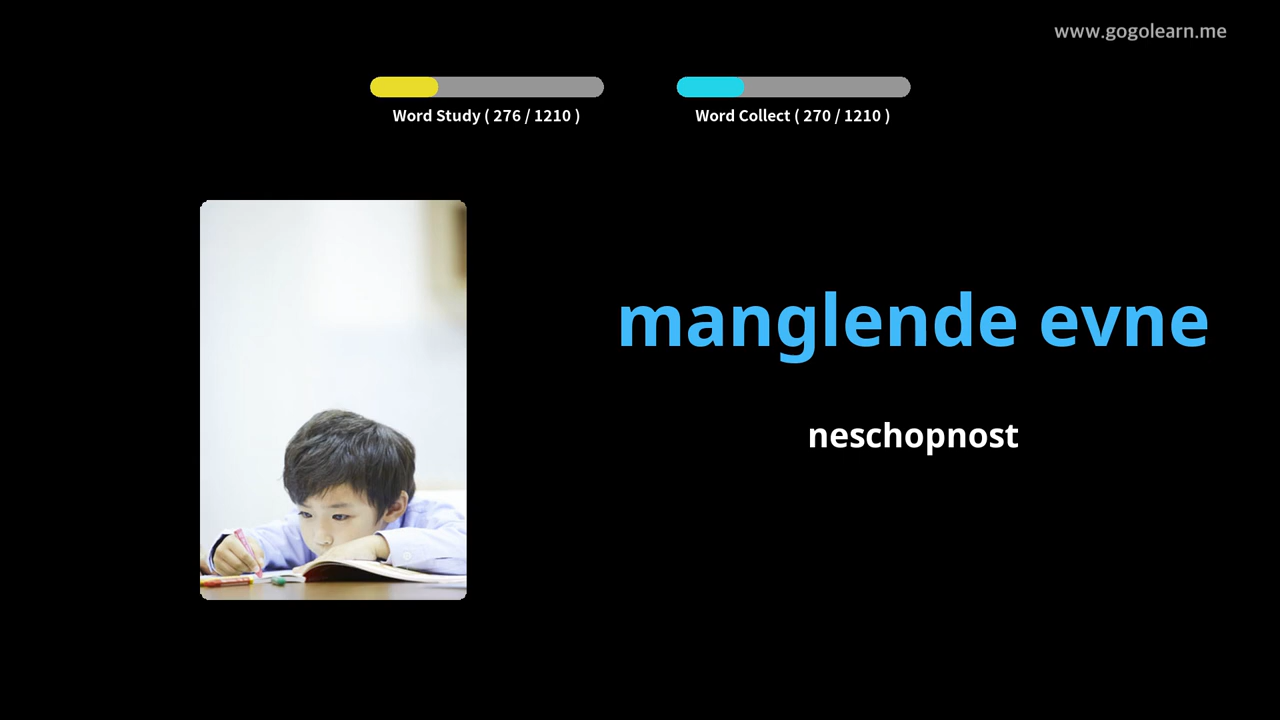 www.gogolearn.me
Word Study ( 276 / 1210 )
Word Collect ( 270 / 1210 )
manglende evne
neschopnost